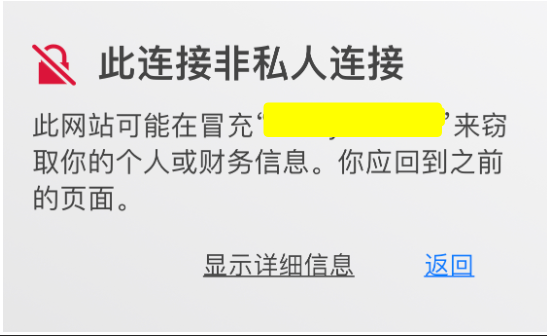 此连接非私人连接
此网站可能在冒充“ ”来窃
取你的个人或财务信息。你应回到之前
的页面。
显示详细信息 返回